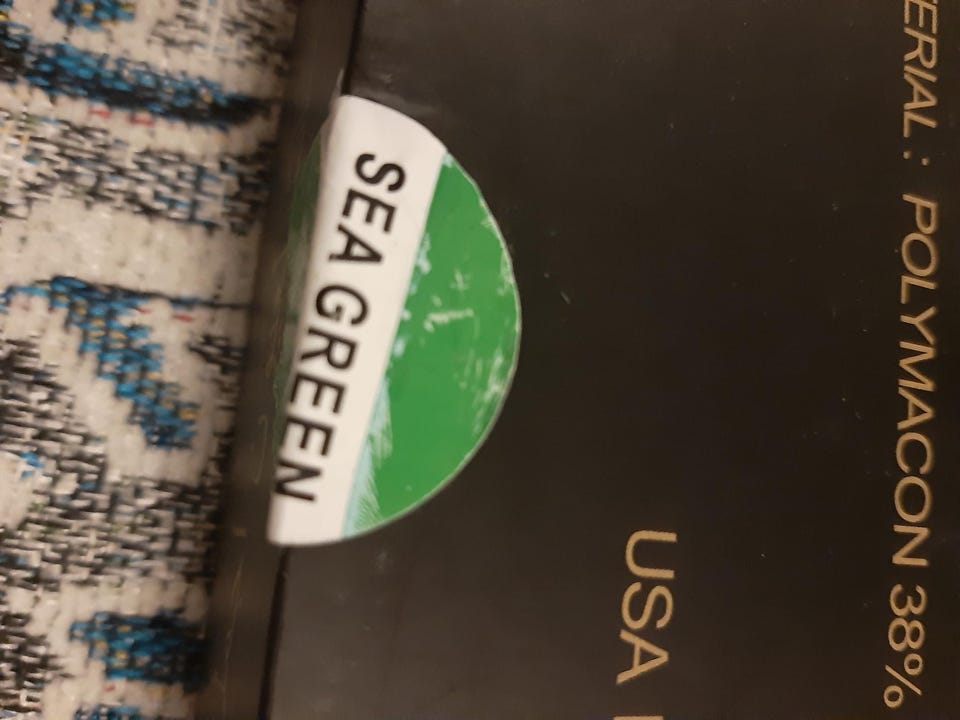 ERIAL : POLYMACON 38%
USA
SEA GREEN